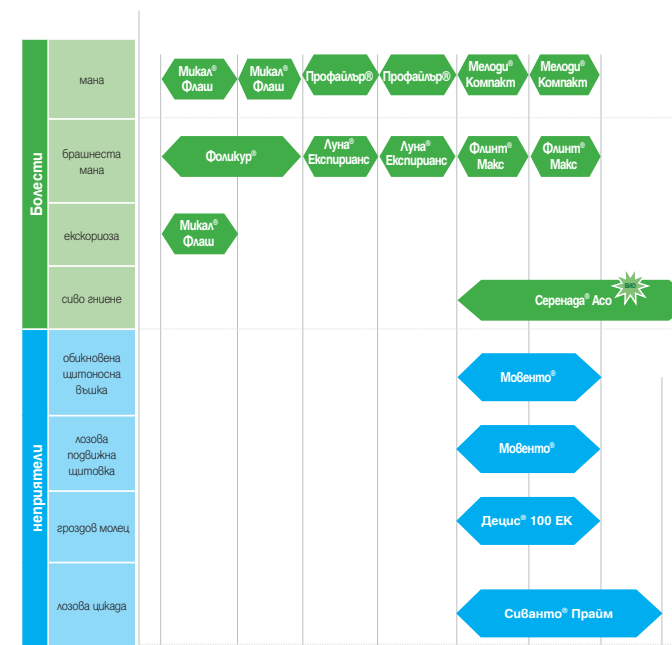 Болести
мана
Микал® Флаш
Микал® Флаш
Профайлър®
Профайлър®
Мелоди® Компакт
Мелоди® Компакт
брашнеста
мана
Фоликур®
Луна® Експирианс
Луна® Експирианс
Флинт® Макс
Флинт® Макс
екскориоза
Микал® Флаш
сиво гниене
Серенада® Асо
БИО
неприятели
обикновена
щитоносна
въшка
Мовенто®
лозова
подвижна
щитовка
Мовенто®
гроздов молец
Децис® 100 ЕК
лозова цикада
Сиванто® Прайм